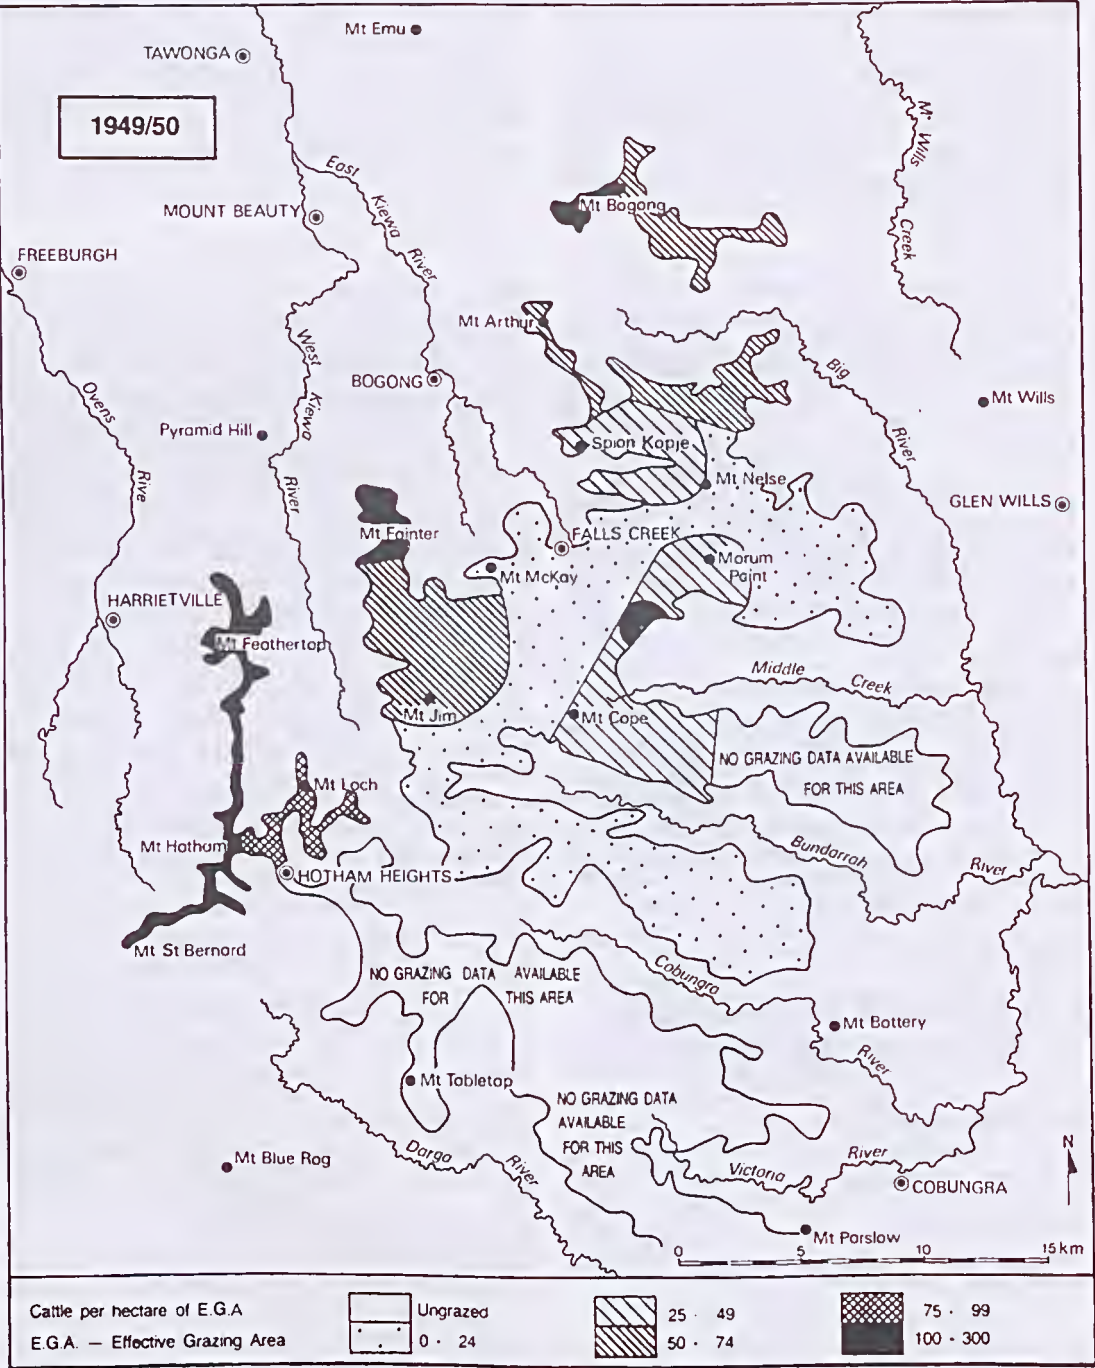 Mt Emu
TAWONGA
1949/50
Mt Wills Creek
East Kiewa River
Mt Bogong
MOUNT BEAUTY
FREEBURGH
Mt Arthur
Big River
West Kiewa River
BOGONG
Ovens Rive
Mt Wills
Pyramid Hill
Spion Kopje
Mt Nelse
GLEN WILLS
Mt Fainter
FALLS CREEK
Mt McKay
Morum
Point
HARRIETVILLE
Mt Feathertop
Middle Creek
Mt Jim
Mt Cope
NO GRAZING DATA AVAILABLE
FOR THIS AREA
Mt Loch
Mt Hotham
Bundarrah River
HOTHAM HEIGHTS
Mt St Bernard
NO GRAZING DATA AVAILABLE
FOR THIS AREA
Cobungra River
Mt Battery
Mt Tabletop
NO GRAZING DATA
AVAILABLE
FOR THIS
AREA
Mt Blue Rag
Dargo River
Victoria River
N
COBUNGRA
Mt Parslow
0 5 10 15 km
Cattle per hectare of E.G.A
E.G.A. — Effective Grazing Area
Ungrazed
0 - 24
25 - 49
50 - 74
75 - 99
100 - 300